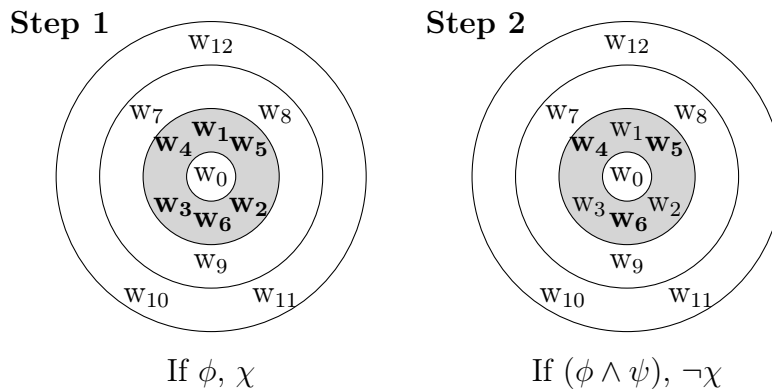 Step 1
w₁₂
w₇ w₈
w₁
w₄ w₅
w₀
w₃ w₂
w₆
w₉
w₁₀ w₁₁
If ϕ, χ
Step 2
w₁₂
w₇ w₈
w₁
w₄ w₅
w₀
w₃ w₂
w₆
w₉
w₁₀ w₁₁
If (ϕ ∧ ψ), ¬χ